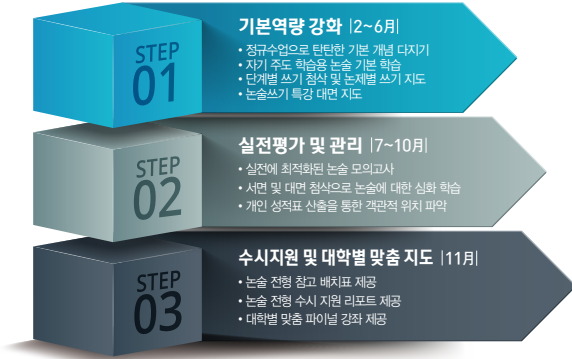 STEP
01
기본역량 강화 |2~6월|
• 정규수업으로 탄탄한 기본 개념 다지기
• 자기 주도 학습용 논술 기본 학습
• 단계별 쓰기 첨삭 및 논제별 쓰기 지도
• 논술쓰기 특강 대면 지도
STEP
02
실전평가 및 관리 |7~10월|
• 실전에 최적화된 논술 모의고사
• 서면 및 대면 첨삭으로 논술에 대한 심화 학습
• 개인 성적표 산출을 통한 객관적 위치 파악
STEP
03
수시지원 및 대학별 맞춤 지도 |11월|
• 논술 전형 참고 배치표 제공
• 논술 전형 수시 지원 리포트 제공
• 대학별 맞춤 파이널 강좌 제공